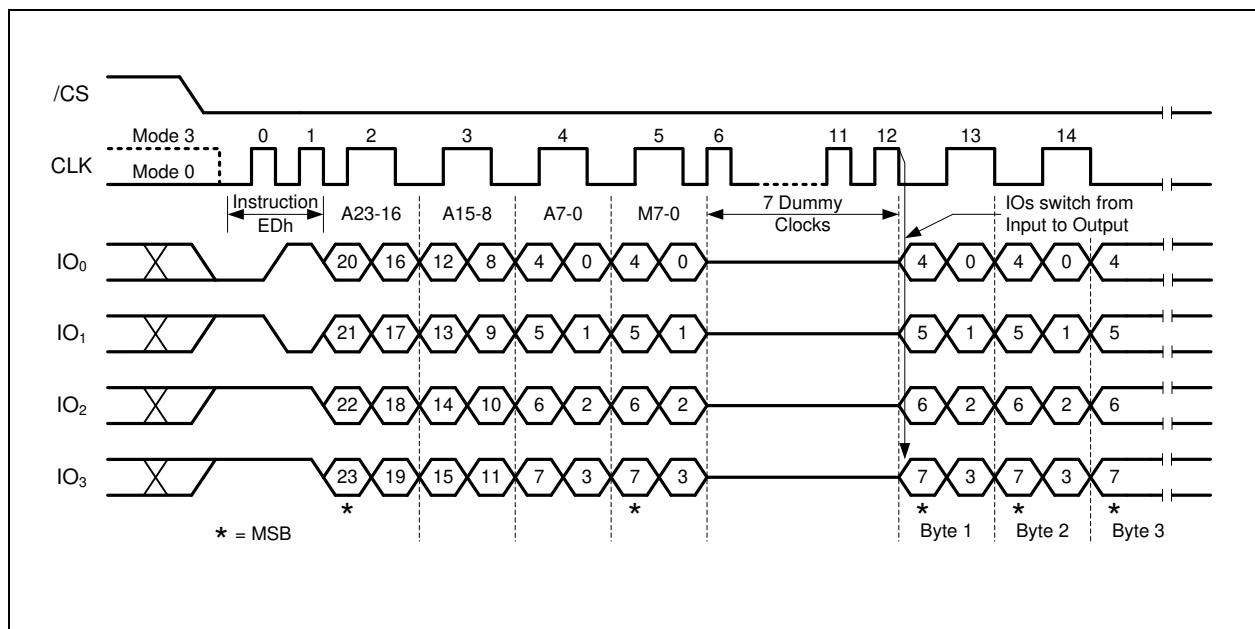 /CS
Mode 3 0 1 2 3 4 5 6 11 12 13 14
CLK
Mode 0
Instruction EDh A23-16 A15-8 A7-0 M7-0 7 Dummy Clocks IOs switch from Input to Output
IO₀ 20 16 12 8 4 0 4 0 4 0 4 0 4
IO₁ 21 17 13 9 5 1 5 1 5 1 5 1 5
IO₂ 22 18 14 10 6 2 6 2 6 2 6 2 6
IO₃ 23 19 15 11 7 3 7 3 7 3 7 3 7
* * * * *
* = MSB Byte 1 Byte 2 Byte 3